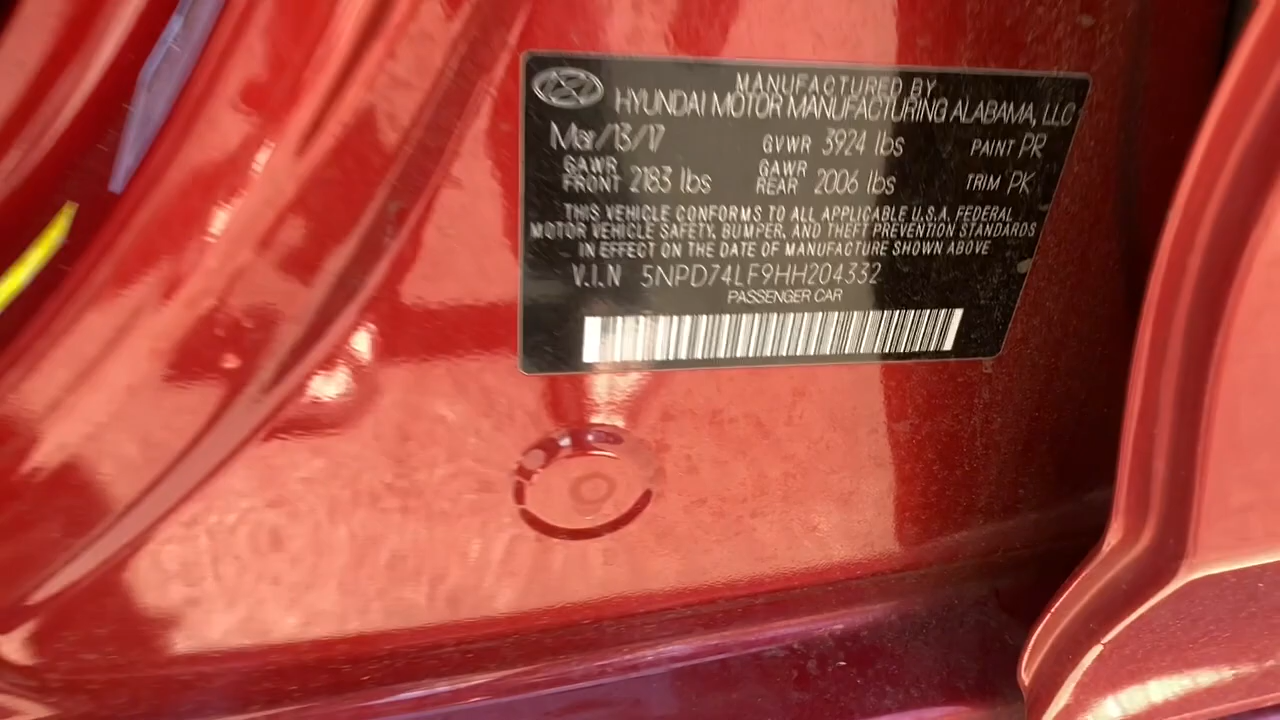 MANUFACTURED BY
HYUNDAI MOTOR MANUFACTURING ALABAMA, LLC
Mar/13/17 GVWR 3924 lbs PAINT PR
GAWR FRONT 2183 lbs GAWR REAR 2006 lbs TRIM PK
THIS VEHICLE CONFORMS TO ALL APPLICABLE U.S.A. FEDERAL
MOTOR VEHICLE SAFETY, BUMPER, AND THEFT PREVENTION STANDARDS
IN EFFECT ON THE DATE OF MANUFACTURE SHOWN ABOVE
V.I.N 5NPD74LF9HH204332
PASSENGER CAR